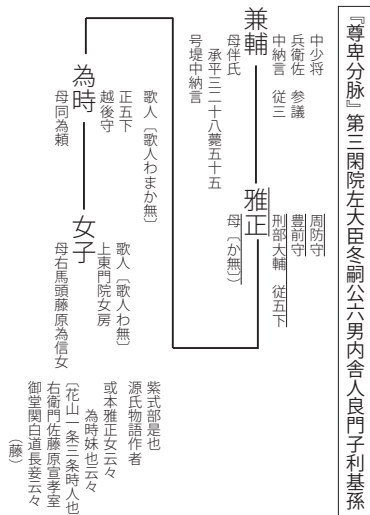 『尊卑分脉』第三閑院左大臣冬嗣公六男内舎人良門子利基孫
兼輔
中少将
兵衛佐　参議
中納言　従三
母伴氏
承平三二十八薨五十五
号堤中納言
雅正
周防守
豊前守
刑部大輔　従五下
母〔か無〕)
為時
歌人〔歌人わまか無〕
正五下
越後守
母同為頼
女子
歌人〔歌人わ無〕
上東門院女房
母右馬頭藤原為信女
紫式部是也
源氏物語作者
或本雅正女云々
為時妹也云々
〔花山一条三条時人也
右衛門佐藤原宣孝室
御堂関白道長妾云々
（藤）